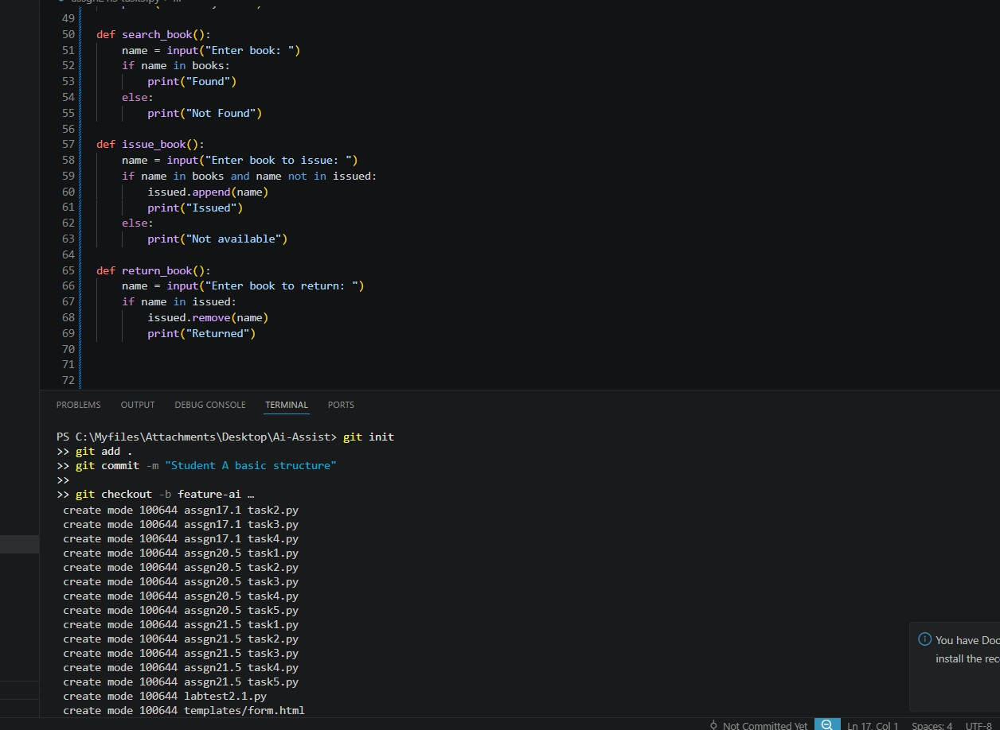 49
50 def search_book():
51 name = input("Enter book: ")
52 if name in books:
53 print("Found")
54 else:
55 print("Not Found")
56
57 def issue_book():
58 name = input("Enter book to issue: ")
59 if name in books and name not in issued:
60 issued.append(name)
61 print("Issued")
62 else:
63 print("Not available")
64
65 def return_book():
66 name = input("Enter book to return: ")
67 if name in issued:
68 issued.remove(name)
69 print("Returned")
70
71
72
PROBLEMS OUTPUT DEBUG CONSOLE TERMINAL PORTS
PS C:\Myfiles\Attachments\Desktop\Ai-Assist> git init
>> git add .
>> git commit -m "Student A basic structure"
>>
>> git checkout -b feature-ai …
create mode 100644 assgn17.1 task2.py
create mode 100644 assgn17.1 task3.py
create mode 100644 assgn17.1 task4.py
create mode 100644 assgn20.5 task1.py
create mode 100644 assgn20.5 task2.py
create mode 100644 assgn20.5 task3.py
create mode 100644 assgn20.5 task4.py
create mode 100644 assgn20.5 task5.py
create mode 100644 assgn21.5 task1.py
create mode 100644 assgn21.5 task2.py
create mode 100644 assgn21.5 task3.py
create mode 100644 assgn21.5 task4.py
create mode 100644 assgn21.5 task5.py
create mode 100644 labtest2.1.py
create mode 100644 templates/form.html
You have Doc
install the rec
Not Committed Yet Ln 17, Col 1 Spaces: 4 UTF-8